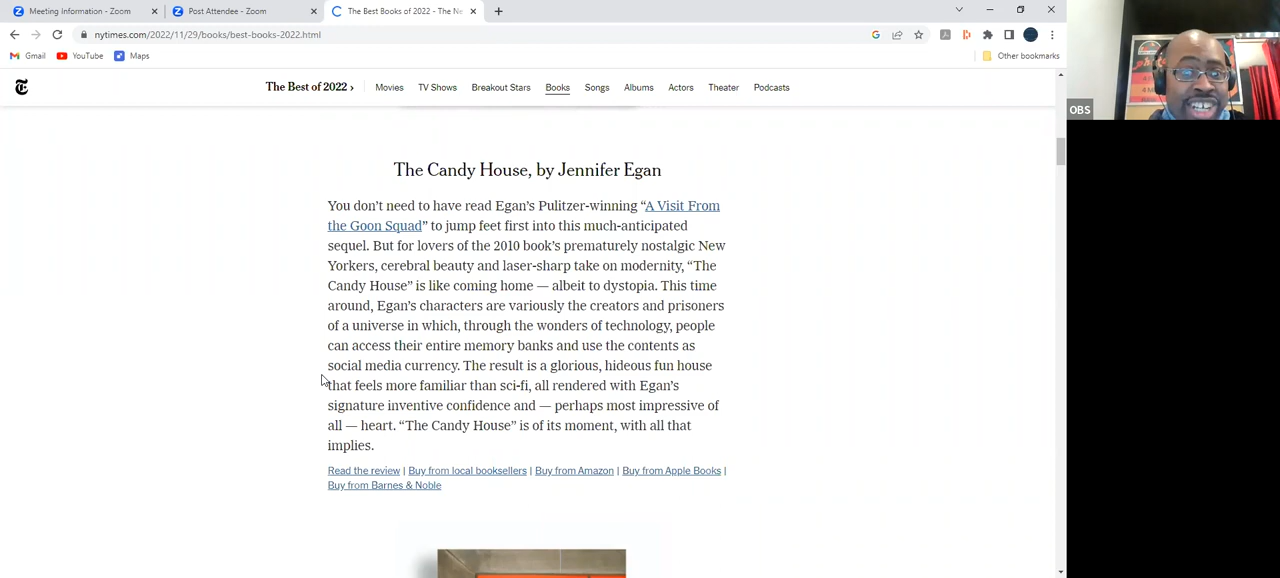 Meeting Information - Zoom
Post Attendee - Zoom
The Best Books of 2022 - The Ne
nytimes.com/2022/11/29/books/best-books-2022.html
Gmail YouTube Maps
Other bookmarks
The Best of 2022 › Movies TV Shows Breakout Stars Books Songs Albums Actors Theater Podcasts
OBS
The Candy House, by Jennifer Egan
You don’t need to have read Egan’s Pulitzer-winning “A Visit From
the Goon Squad” to jump feet first into this much-anticipated
sequel. But for lovers of the 2010 book’s prematurely nostalgic New
Yorkers, cerebral beauty and laser-sharp take on modernity, “The
Candy House” is like coming home — albeit to dystopia. This time
around, Egan’s characters are variously the creators and prisoners
of a universe in which, through the wonders of technology, people
can access their entire memory banks and use the contents as
social media currency. The result is a glorious, hideous fun house
that feels more familiar than sci-fi, all rendered with Egan’s
signature inventive confidence and — perhaps most impressive of
all — heart. “The Candy House” is of its moment, with all that
implies.
Read the review | Buy from local booksellers | Buy from Amazon | Buy from Apple Books |
Buy from Barnes & Noble